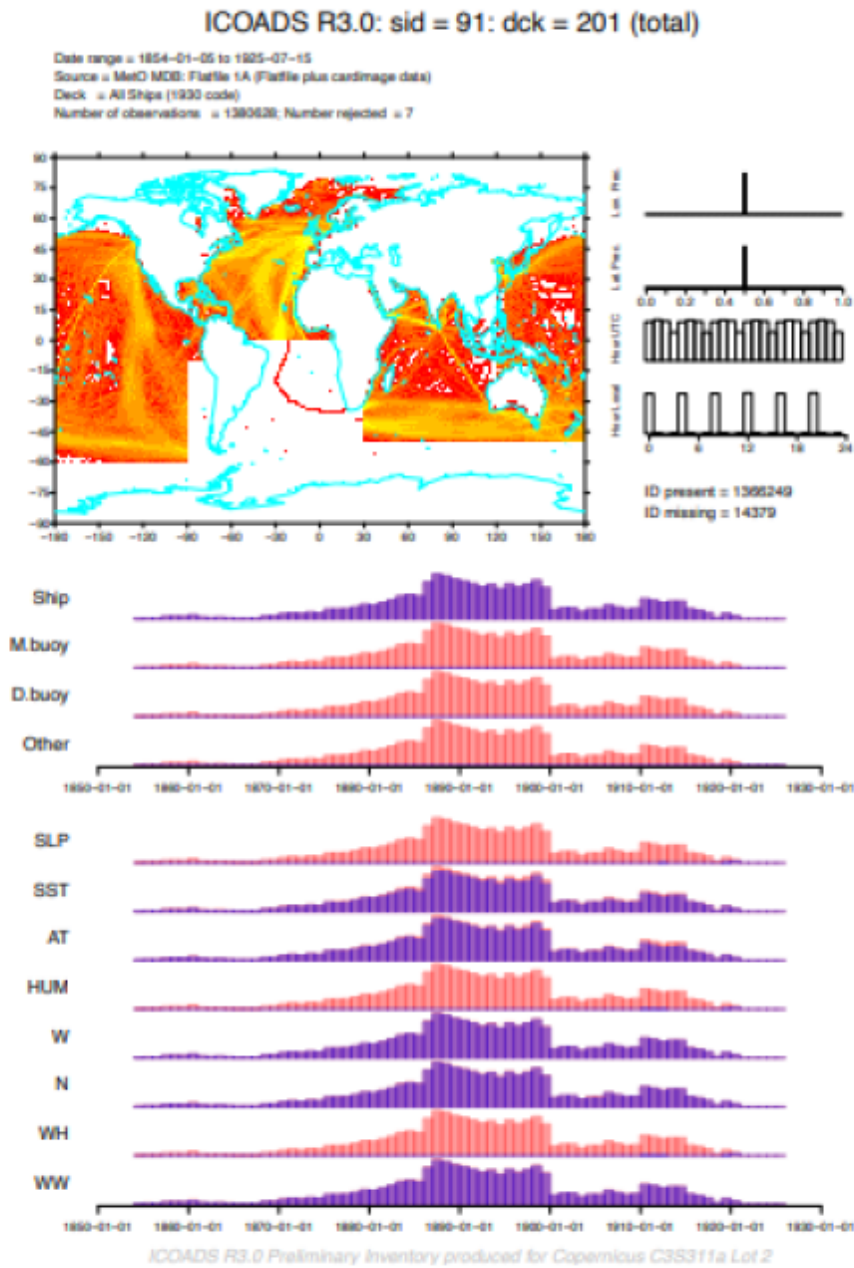 ICOADS R3.0: sid = 91: dck = 201 (total)
Date range = 1854-01-05 to 1925-07-15
Source = MetO MDB: Flatfile 1A (Flatfile plus cardimage data)
Deck = All Ships (1930 code)
Number of observations = 1380628; Number rejected = 7
90
75
60
45
30
15
0
-15
-30
-45
-60
-75
-90
-180 -150 -120 -90 -60 -30 0 30 60 90 120 150 180
Lon Prec.
Lat Prec.
0.0 0.2 0.4 0.6 0.8 1.0
HourUTC
HourLocal
0 6 12 18 24
ID present = 1366249
ID missing = 14379
Ship
M.buoy
D.buoy
Other
1850-01-01 1860-01-01 1870-01-01 1880-01-01 1890-01-01 1900-01-01 1910-01-01 1920-01-01 1930-01-01
SLP
SST
AT
HUM
W
N
WH
WW
1850-01-01 1860-01-01 1870-01-01 1880-01-01 1890-01-01 1900-01-01 1910-01-01 1920-01-01 1930-01-01
ICOADS R3.0 Preliminary Inventory produced for Copernicus C3S311a Lot 2